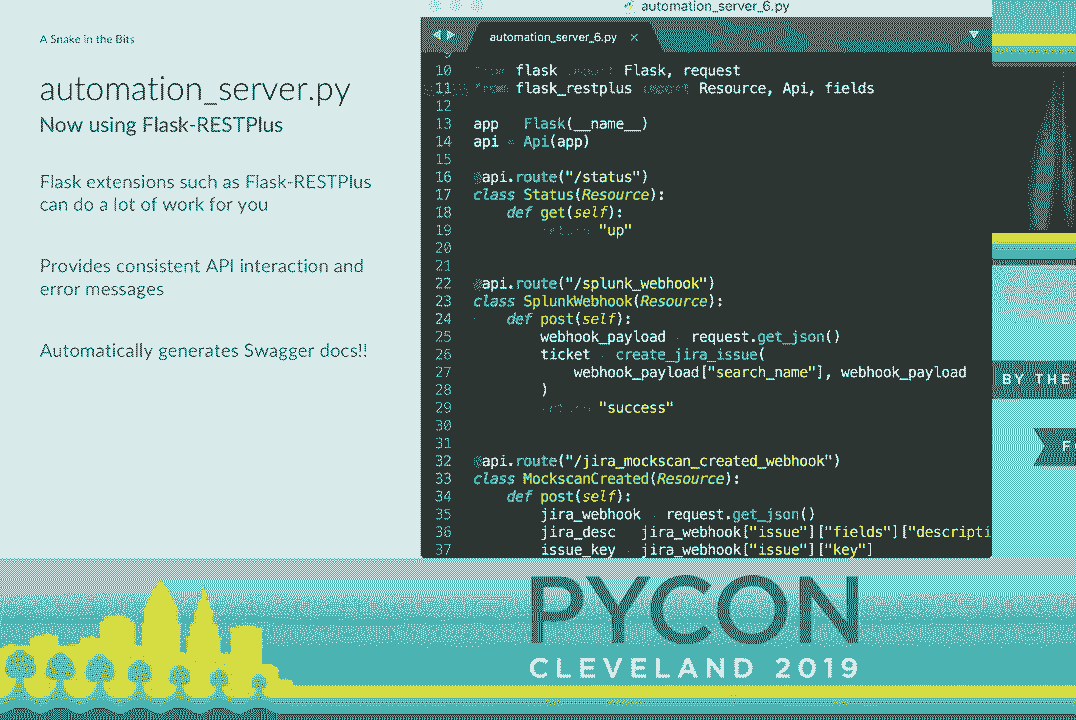 A Snake in the Bits
automation_server.py
Now using Flask-RESTPlus
Flask extensions such as Flask-RESTPlus
can do a lot of work for you
Provides consistent API interaction and
error messages
Automatically generates Swagger docs!!
automation_server_6.py
automation_server_6.py ×
10 from flask import Flask, request
11 from flask_restplus import Resource, Api, fields
12
13 app Flask(__name__)
14 api = Api(app)
15
16 @api.route("/status")
17 class Status(Resource):
18 def get(self):
19 return "up"
20
21
22 @api.route("/splunk_webhook")
23 class SplunkWebhook(Resource):
24 def post(self):
25 webhook_payload = request.get_json()
26 ticket = create_jira_issue(
27 webhook_payload["search_name"], webhook_payload
28 )
29 return "success"
30
31
32 @api.route("/jira_mockscan_created_webhook")
33 class MockscanCreated(Resource):
34 def post(self):
35 jira_webhook = request.get_json()
36 jira_desc jira_webhook["issue"]["fields"]["descripti
37 issue_key = jira_webhook["issue"]["key"]
BY THE
PYCON
CLEVELAND 2019